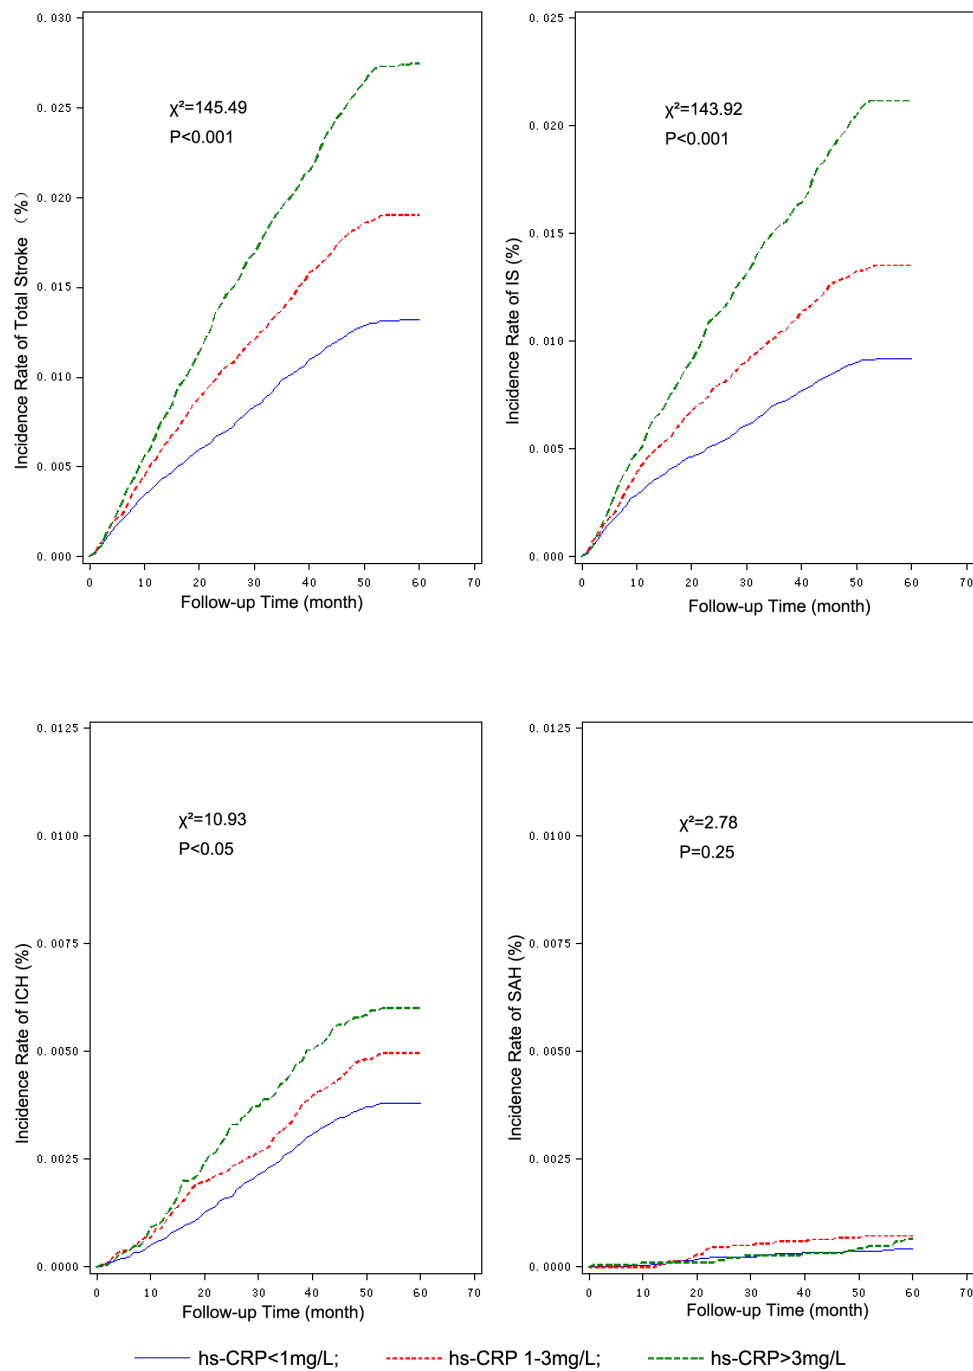 0.030
0.025
0.020
0.015
0.010
0.005
0.000
Incidence Rate of Total Stroke（%）
χ²=145.49
P<0.001
0 10 20 30 40 50 60 70
Follow-up Time (month)
0.025
0.020
0.015
0.010
0.005
0.000
Incidence Rate of IS (%)
χ²=143.92
P<0.001
0 10 20 30 40 50 60 70
Follow-up Time (month)
0.0125
0.0100
0.0075
0.0050
0.0025
0.0000
Incidence Rate of ICH (%)
χ²=10.93
P<0.05
0 10 20 30 40 50 60 70
Follow-up Time (month)
0.0125
0.0100
0.0075
0.0050
0.0025
0.0000
Incidence Rate of SAH (%)
χ²=2.78
P=0.25
0 10 20 30 40 50 60 70
Follow-up Time (month)
hs-CRP<1mg/L; hs-CRP 1-3mg/L; hs-CRP>3mg/L